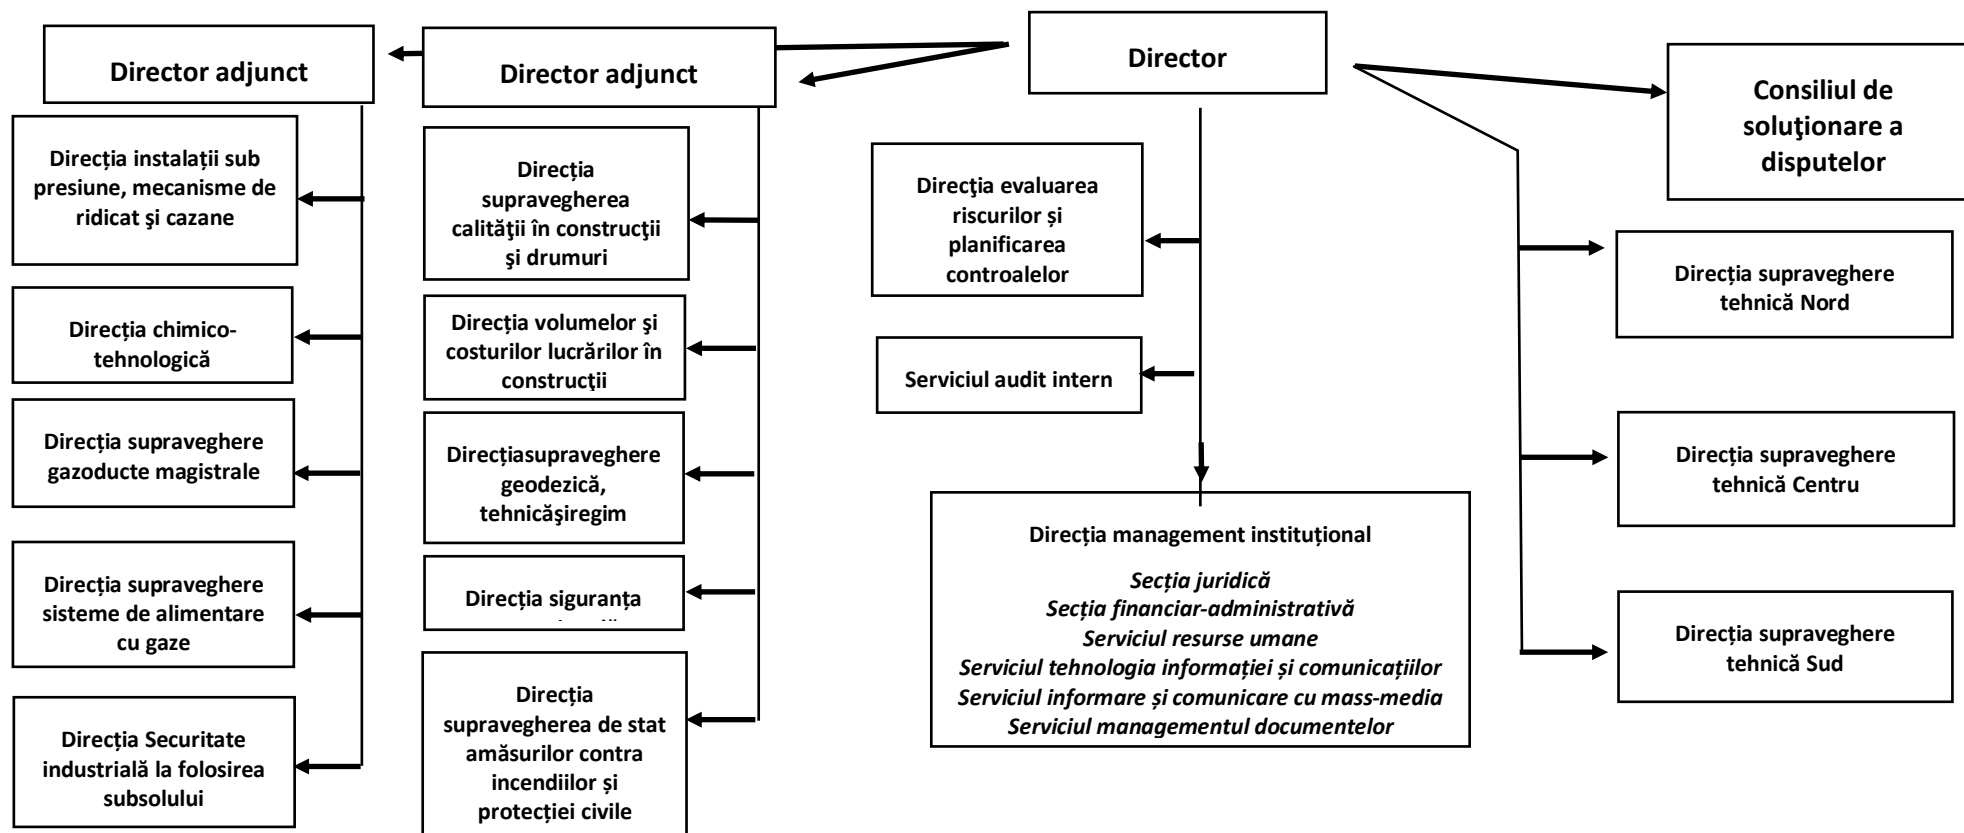 Director adjunct
Direcția instalații sub
presiune, mecanisme de
ridicat şi cazane
Direcția chimico-
tehnologică
Direcția supraveghere
gazoducte magistrale
Direcția supraveghere
sisteme de alimentare
cu gaze
Direcția Securitate
industrială la folosirea
subsolului
Director adjunct
Direcția
supravegherea
calităţii în construcţii
şi drumuri
Direcția volumelor şi
costurilor lucrărilor în
construcţii
Direcțiasupraveghere
geodezică,
tehnicăşiregim
Direcția siguranța
Direcția
supravegherea de stat
amăsurilor contra
incendiilor și
protecției civile
Director
Direcţia evaluarea
riscurilor și
planificarea
controalelor
Serviciul audit intern
Direcția management instituțional
Secția juridică
Secția financiar-administrativă
Serviciul resurse umane
Serviciul tehnologia informației și comunicațiilor
Serviciul informare și comunicare cu mass-media
Serviciul managementul documentelor
Consiliul de
soluţionare a
disputelor
Direcția supraveghere
tehnică Nord
Direcția supraveghere
tehnică Centru
Direcția supraveghere
tehnică Sud